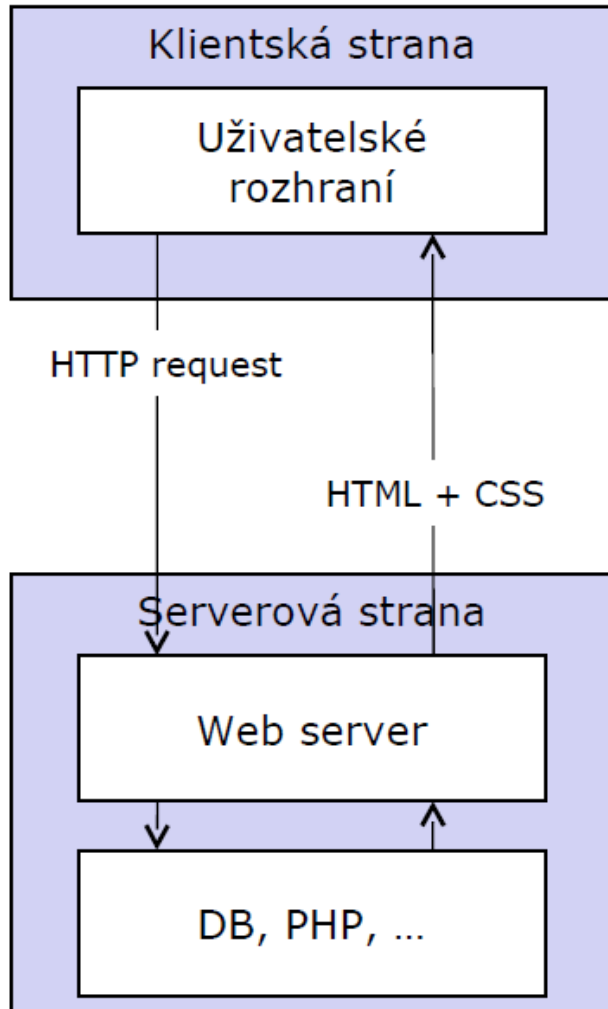 Klientská strana
Uživatelské
rozhraní
HTTP request
HTML + CSS
Serverová strana
Web server
DB, PHP, ...